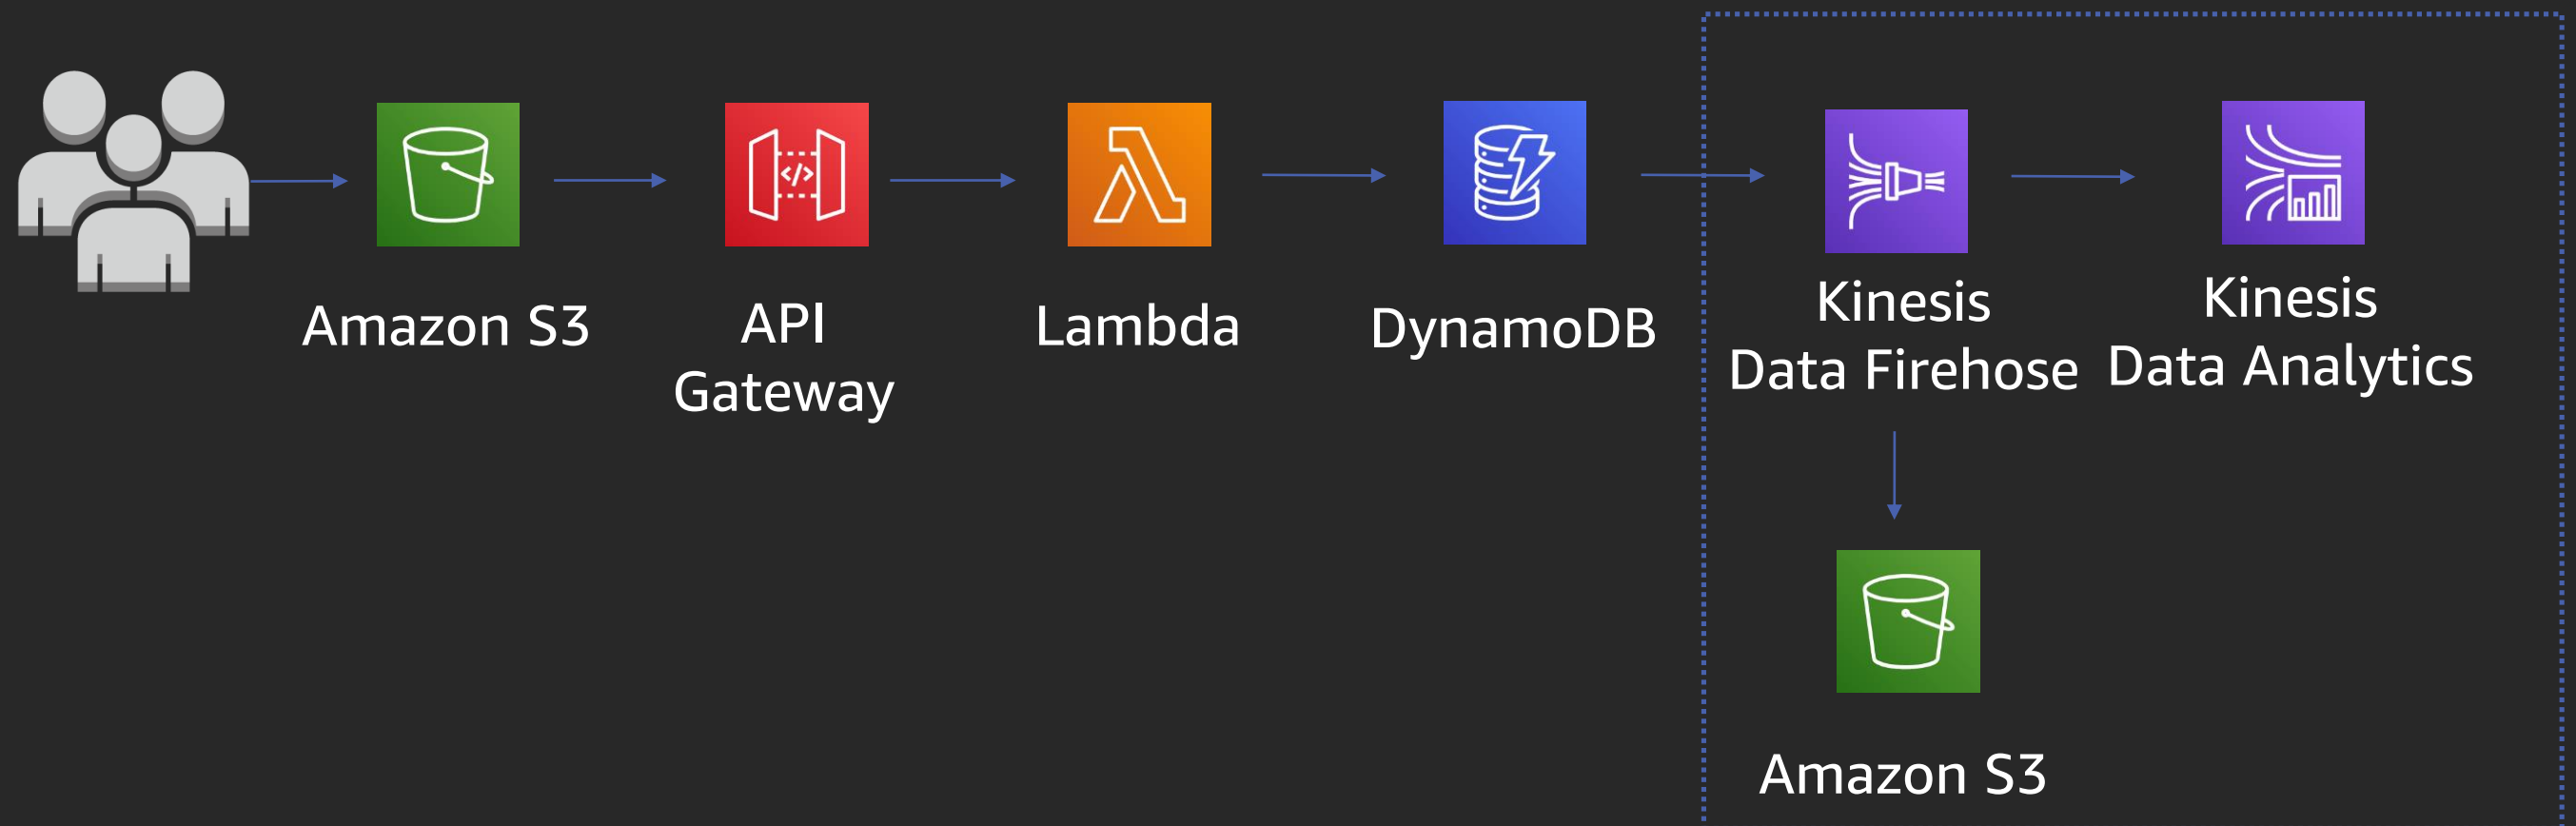 Amazon S3
API
Gateway
Lambda
DynamoDB
Kinesis
Data Firehose
Kinesis
Data Analytics
Amazon S3